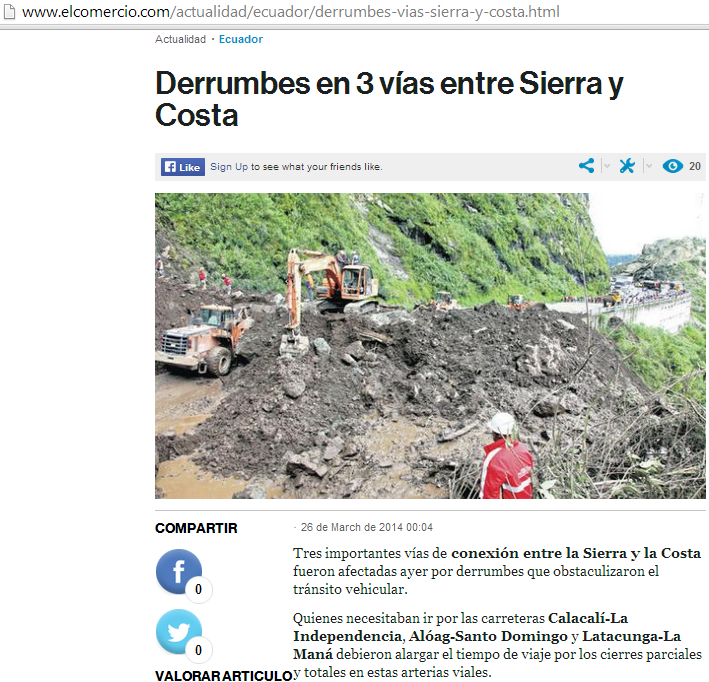 www.elcomercio.com/actualidad/ecuador/derrumbes-vias-sierra-y-costa.html
Actualidad · Ecuador
Derrumbes en 3 vías entre Sierra y
Costa
Like Sign Up to see what your friends like.
20
COMPARTIR
· 26 de March de 2014 00:04
Tres importantes vías de conexión entre la Sierra y la Costa
fueron afectadas ayer por derrumbes que obstaculizaron el
tránsito vehicular.
0
Quienes necesitaban ir por las carreteras Calacalí-La
Independencia, Alóag-Santo Domingo y Latacunga-La
Maná debieron alargar el tiempo de viaje por los cierres parciales
y totales en estas arterias viales.
0
VALORAR ARTICULO